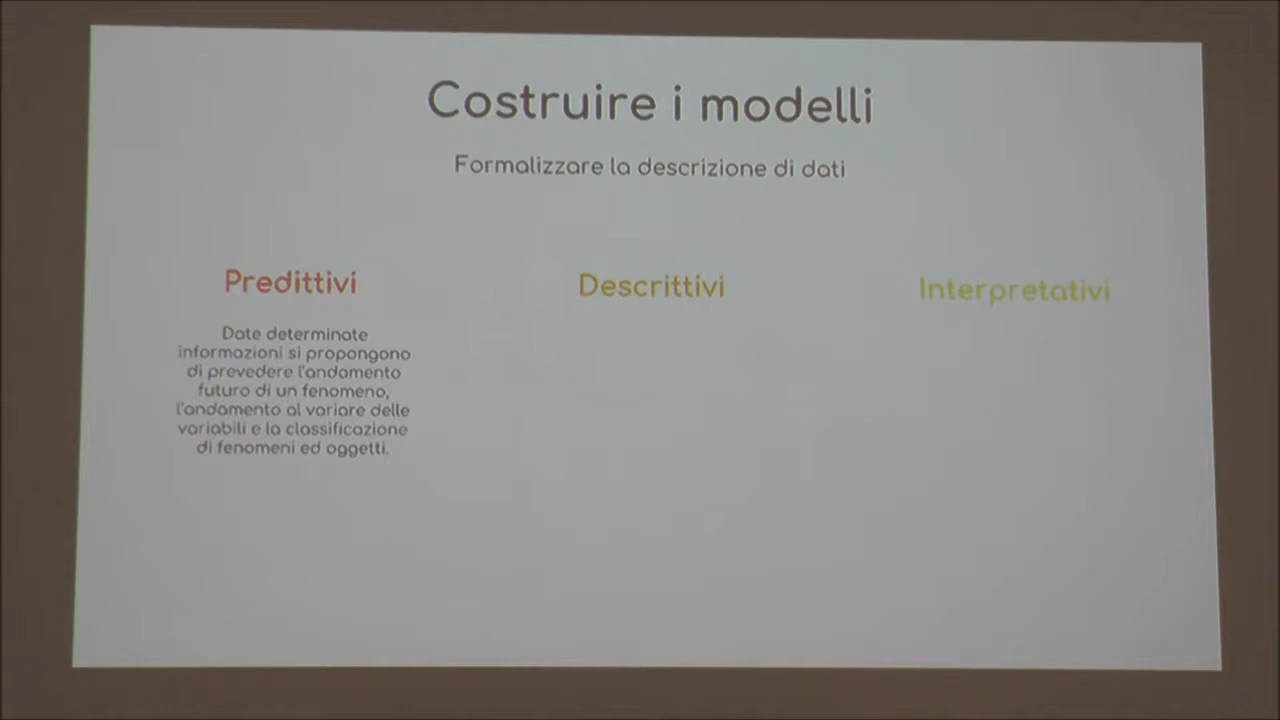 Costruire i modelli
Formalizzare la descrizione di dati
Predittivi
Descrittivi
Interpretativi
Date determinate
informazioni si propongono
di prevedere l'andamento
futuro di un fenomeno,
l'andamento al variare delle
variabili e la classificazione
di fenomeni ed oggetti.